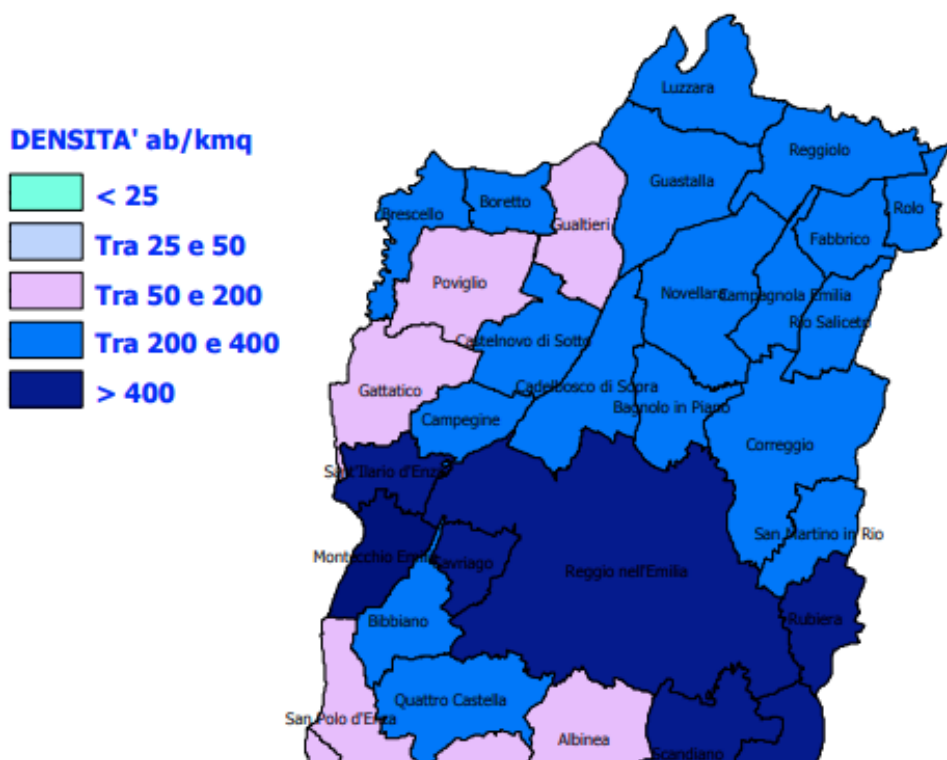 DENSITA' ab/kmq
< 25
Tra 25 e 50
Tra 50 e 200
Tra 200 e 400
> 400
Luzzara
Reggiolo
Guastalla
Boretto
Brescello
Rolo
Gualtieri
Fabbrico
Poviglio
Novellara
Campagnola Emilia
Rio Saliceto
Castelnovo di Sotto
Cadelbosco di Sopra
Gattatico
Bagnolo in Piano
Campegine
Correggio
Sant'Ilario d'Enza
San Martino in Rio
Montecchio Emilia
Cavriago
Reggio nell'Emilia
Rubiera
Bibbiano
Quattro Castella
San Polo d'Enza
Albinea
Scandiano